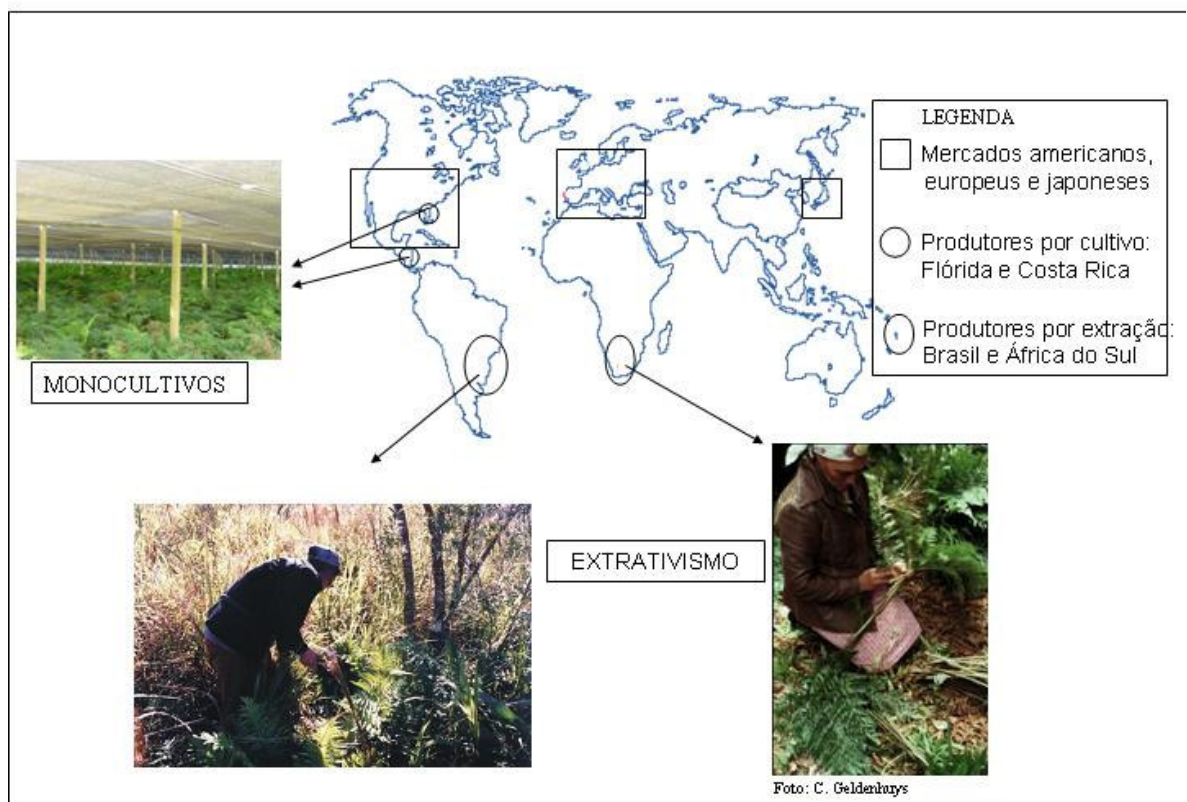 LEGENDA
Mercados americanos,
europeus e japoneses
Produtores por cultivo:
Flórida e Costa Rica
Produtores por extração:
Brasil e África do Sul
MONOCULTIVOS
EXTRATIVISMO
Foto: C. Geldenhuys